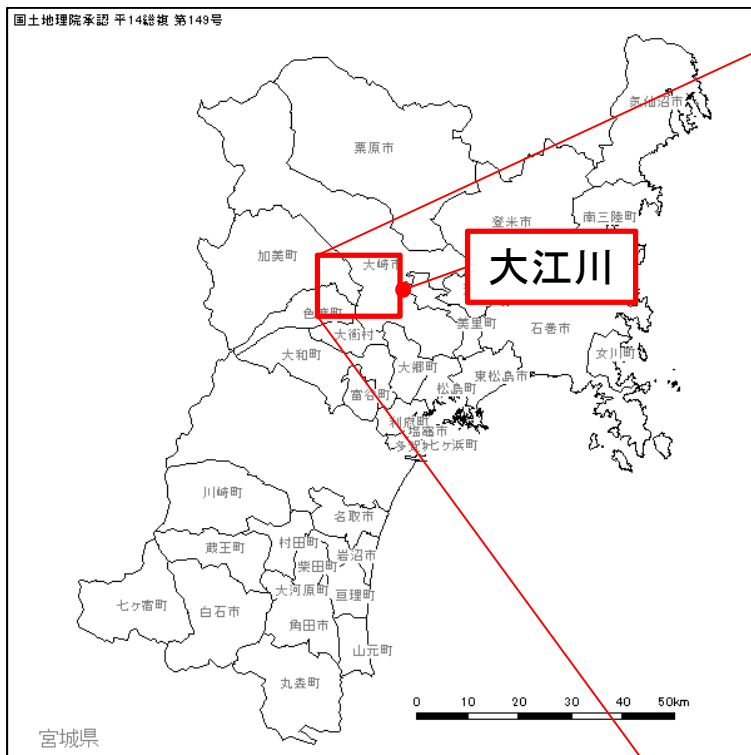 国土地理院承認 平14総複 第149号
気仙沼市
栗原市
登米市
南三陸町
加美町
大崎市
大江川
色麻町
美里町
石巻市
大衡村
大和町
大郷町
女川町
東松島市
松島町
富谷町
利府町
塩竈市
七ヶ浜町
川崎町
名取市
村田町
蔵王町
岩沼市
柴田町
大河原町
亘理町
七ヶ宿町
白石市
角田市
山元町
丸森町
0 10 20 30 40 50km
宮城県